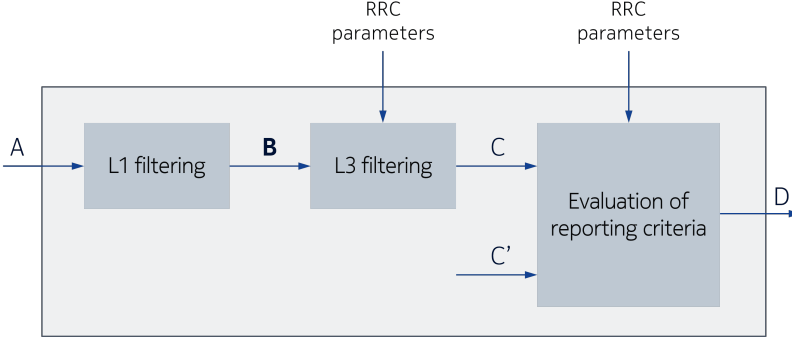 RRC
parameters
RRC
parameters
A
L1 filtering
B
L3 filtering
C
Evaluation of
reporting criteria
D
C’